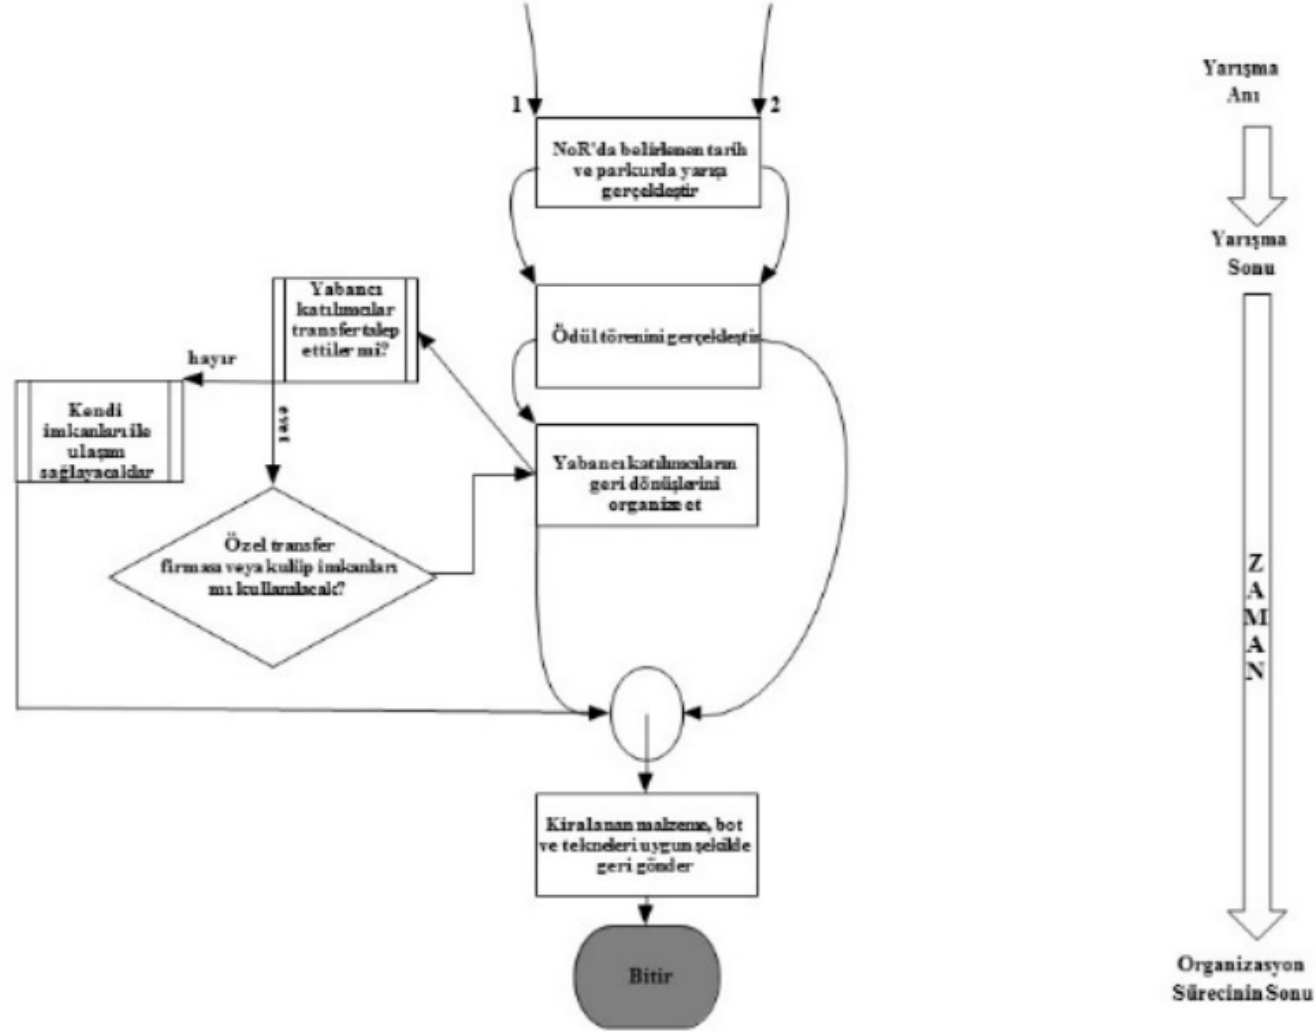 1
2
NoR'da belirlenen tarih
ve parkurda yarışı
gerçekleştir
Yarışma
Anı
Yarışma
Sonu
Ödül törenini gerçekleştir
Yabancı
katılımcılar
transfer talep
ettiler mi?
hayır
evet
Kendi
imkanları ile
ulaşım
sağlayacaklar
Yabancı katılımcıların
geri dönüşlerini
organize et
Özel transfer
firması veya kulüp imkanları
mı kullanılacak?
Z
A
M
A
N
Kiralanan malzeme, bot
ve tekneleri uygun şekilde
geri gönder
Bitir
Organizasyon
Sürecinin Sonu